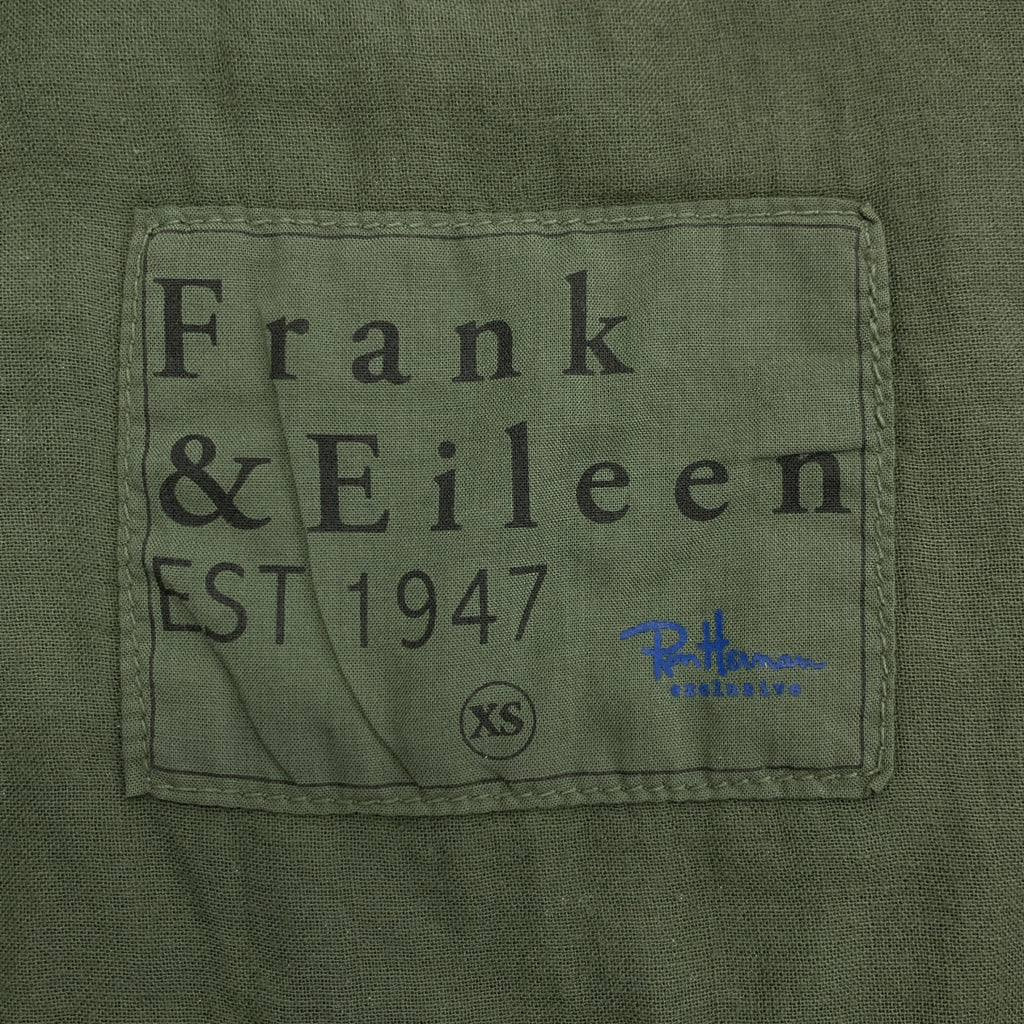 Frank
&Eileen
EST 1947
Ron Herman
exclusive
XS